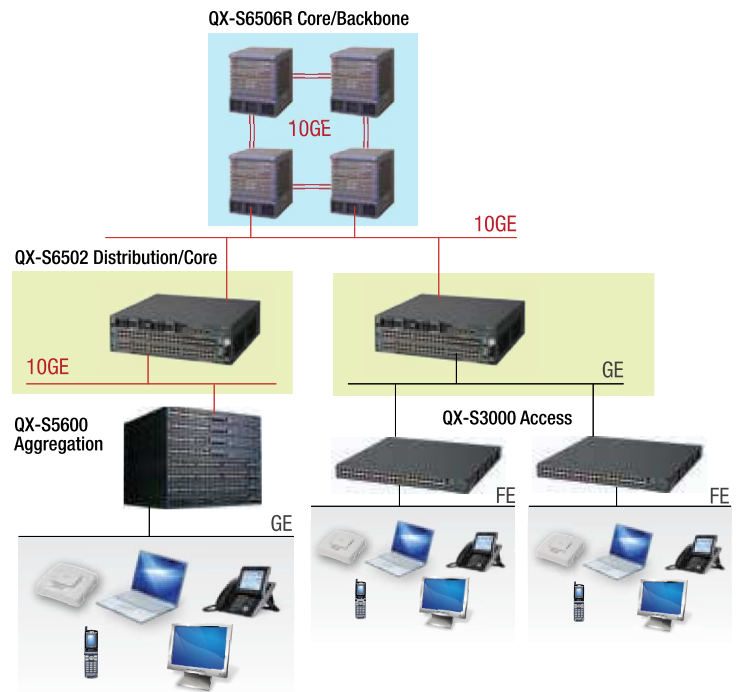 QX-S6506R Core/Backbone
10GE
10GE
QX-S6502 Distribution/Core
10GE
GE
QX-S5600
Aggregation
QX-S3000 Access
GE
FE
FE